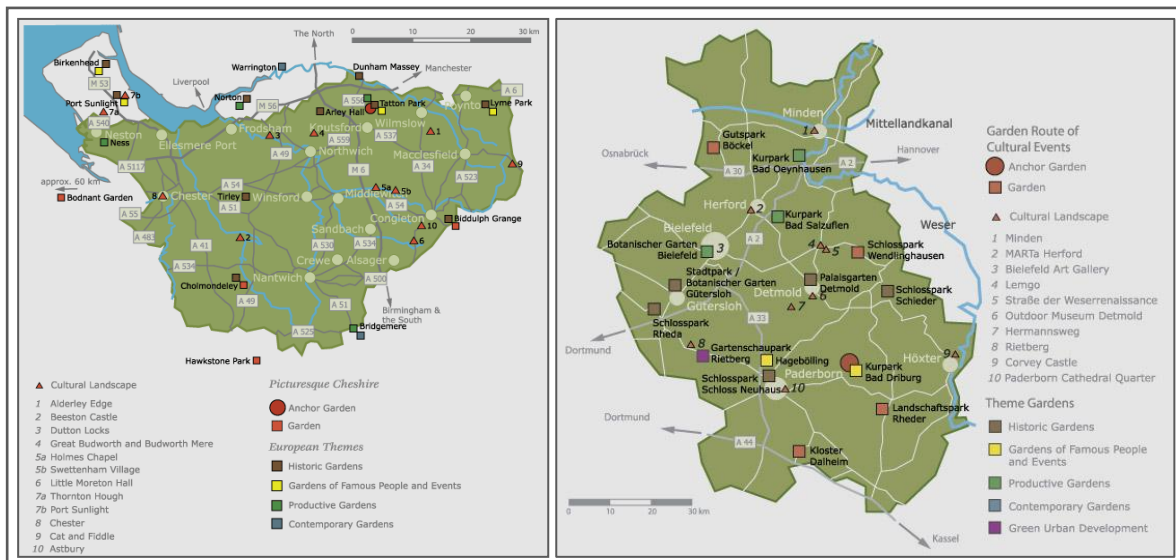 The North
0
10
20
30 km
Birkenhead
Warrington
Dunham Massey
Manchester
M 53
Liverpool
7b
Port Sunlight
7a
A 540
Norton
M 56
A 556
Tatton Park
Arley Hall
A 6
Poynton
Lyme Park
Neston
Ness
Ellesmere Port
Frodsham
3
4
Knutsford
Wilmslow
1
A 537
A 559
A 49
Northwich
Macclesfield
A 34
9
A 5117
M 6
A 523
approx. 60 km
Bodnant Garden
8
Chester
A 54
Tirley
A 51
Winsford
5a
Middlewich
5b
A 54
A 55
Congleton
Biddulph Grange
A 483
2
Sandbach
A 534
10
6
A 41
A 530
A 534
Crewe
Alsager
A 500
Nantwich
Cholmondeley
A 49
A 51
Birmingham &
the South
A 525
Bridgemere
Hawkstone Park
Cultural Landscape
1 Alderley Edge
2 Beeston Castle
3 Dutton Locks
4 Great Budworth and Budworth Mere
5a Holmes Chapel
5b Swettenham Village
6 Little Moreton Hall
7a Thornton Hough
7b Port Sunlight
8 Chester
9 Cat and Fiddle
10 Astbury
Picturesque Cheshire
Anchor Garden
Garden
European Themes
Historic Gardens
Gardens of Famous People and Events
Productive Gardens
Contemporary Gardens
Minden
1
Mittellandkanal
Gutspark
Böckel
Kurpark
Bad Oeynhausen
Osnabrück
A 30
A 2
Hannover
Herford
2
Kurpark
Bad Salzuflen
Weser
Bielefeld
A 2
Botanischer Garten
Bielefeld
3
4
5
Schlosspark
Wendlinghausen
Stadtpark /
Botanischer Garten
Gütersloh
Palaisgarten
Detmold
Detmold
6
Schlosspark
Schieder
Gütersloh
7
Schlosspark
Rheda
A 33
Dortmund
8
Gartenschaupark
Rietberg
Hagebölling
Höxter
9
Paderborn
Kurpark
Bad Driburg
Schlosspark
Schloss Neuhaus
10
Landschaftspark
Rheder
Dortmund
A 44
Kloster
Dalheim
0
10
20
30 km
Kassel
Garden Route of
Cultural Events
Anchor Garden
Garden
Cultural Landscape
1 Minden
2 MARTa Herford
3 Bielefeld Art Gallery
4 Lemgo
5 Straße der Weserrenaissance
6 Outdoor Museum Detmold
7 Hermannsweg
8 Rietberg
9 Corvey Castle
10 Paderborn Cathedral Quarter
Theme Gardens
Historic Gardens
Gardens of Famous People
and Events
Productive Gardens
Contemporary Gardens
Green Urban Development